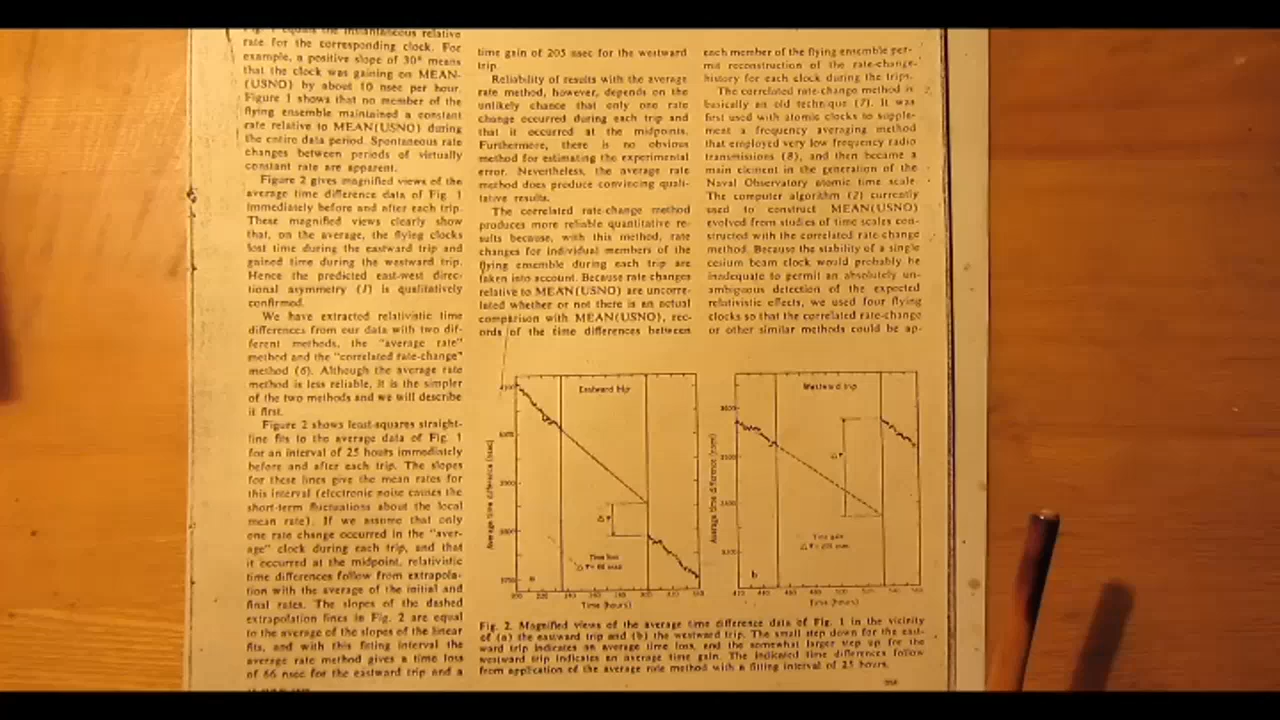 Fig. 1 equals the instantaneous relative
rate for the corresponding clock. For
example, a positive slope of 30° means
that the clock was gaining on MEAN-
(USNO) by about 10 nsec per hour.
Figure 1 shows that no member of the
flying ensemble maintained a constant
rate relative to MEAN(USNO) during
the entire data period. Spontaneous rate
changes between periods of virtually
constant rate are apparent.
Figure 2 gives magnified views of the
average time difference data of Fig. 1
immediately before and after each trip.
These magnified views clearly show
that, on the average, the flying clocks
lost time during the eastward trip and
gained time during the westward trip.
Hence the predicted east-west direc-
tional asymmetry (1) is qualitatively
confirmed.
We have extracted relativistic time
differences from our data with two dif-
ferent methods, the "average rate"
method and the "correlated rate-change"
method (6). Although the average rate
method is less reliable, it is the simpler
of the two methods and we will describe
it first.
Figure 2 shows least-squares straight-
line fits to the average data of Fig. 1
for an interval of 25 hours immediately
before and after each trip. The slopes
for these lines give the mean rates for
this interval (electronic noise causes the
short-term fluctuations about the local
mean rate). If we assume that only
one rate change occurred in the "aver-
age" clock during each trip, and that
it occurred at the midpoint, relativistic
time differences follow from extrapola-
tion with the average of the initial and
final rates. The slopes of the dashed
extrapolation lines in Fig. 2 are equal
to the average of the slopes of the linear
fits, and with this fitting interval the
average rate method gives a time loss
of 66 nsec for the eastward trip and a
time gain of 205 nsec for the westward
trip.
Reliability of results with the average
rate method, however, depends on the
unlikely chance that only one rate
change occurred during each trip and
that it occurred at the midpoints.
Furthermore, there is no obvious
method for estimating the experimental
error. Nevertheless, the average rate
method does produce convincing quali-
tative results.
The correlated rate-change method
produces more reliable quantitative re-
sults because, with this method, rate
changes for individual members of the
flying ensemble during each trip are
taken into account. Because rate changes
relative to MEAN(USNO) are uncorre-
lated whether or not there is an actual
comparison with MEAN(USNO), rec-
ords of the time differences between
each member of the flying ensemble per-
mit reconstruction of the rate-change
history for each clock during the trips.
The correlated rate-change method is
basically an old technique (7). It was
first used with atomic clocks to supple-
ment a frequency averaging method
that employed very low frequency radio
transmissions (8), and then became a
main element in the generation of the
Naval Observatory atomic time scale.
The computer algorithm (2) currently
used to construct MEAN(USNO)
evolved from studies of time scales con-
structed with the correlated rate-change
method. Because the stability of a single
cesium beam clock would probably be
inadequate to permit an absolutely un-
ambiguous detection of the expected
relativistic effects, we used four flying
clocks so that the correlated rate-change
or other similar methods could be ap-
Eastward trip
Average time difference (nsec)
Δ T
Time loss
Δ T= 66 nsec
a
Time (hours)
Westward trip
Average time difference (nsec)
Δ T
Time gain
Δ T= 205 nsec
b
Time (hours)
Fig. 2. Magnified views of the average time difference data of Fig. 1 in the vicinity
of (a) the eastward trip and (b) the westward trip. The small step down for the east-
ward trip indicates an average time loss, and the somewhat larger step up for the
westward trip indicates an average time gain. The indicated time differences follow
from application of the average rate method with a fitting interval of 25 hours.